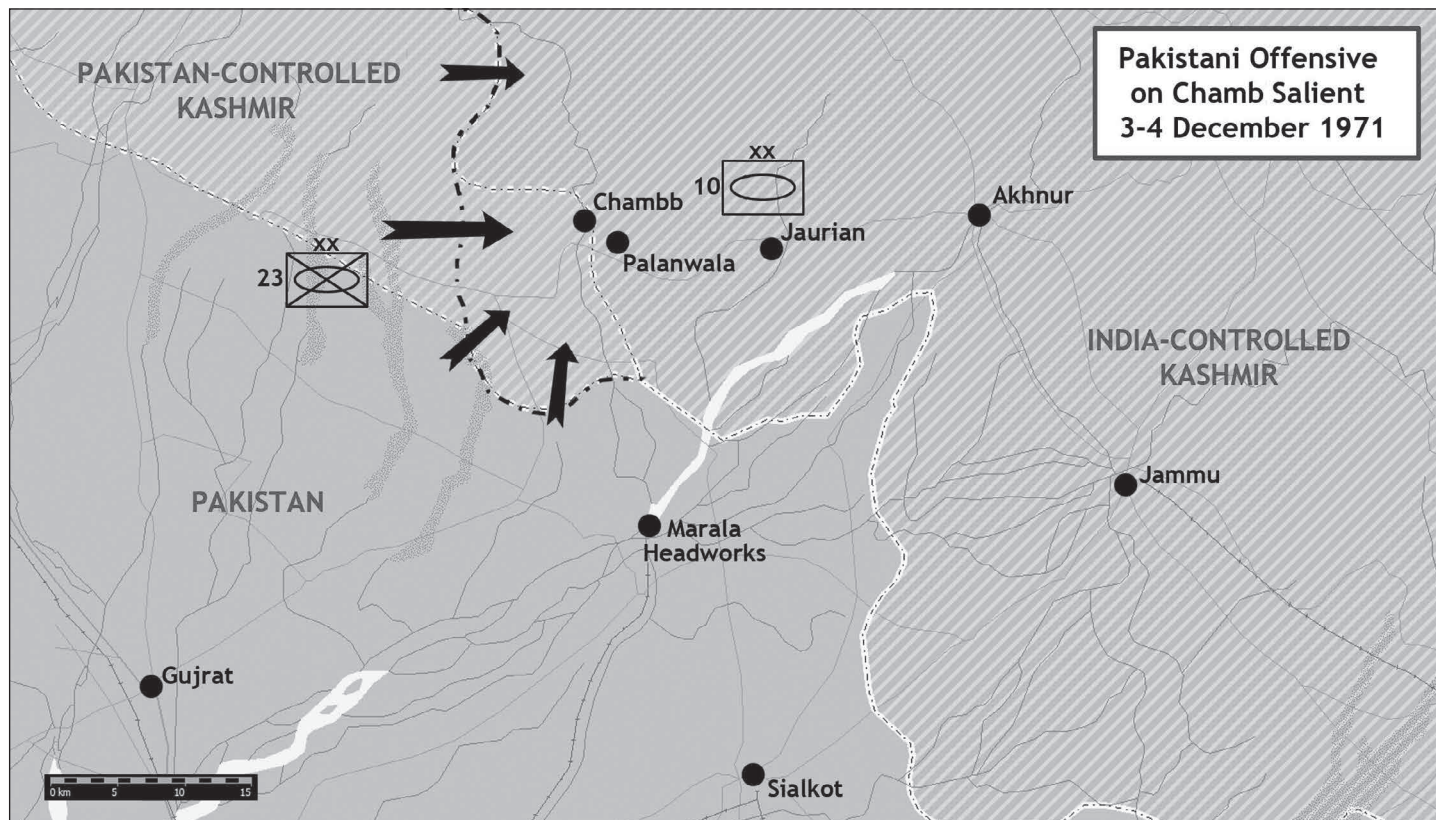 PAKISTAN-CONTROLLED
KASHMIR
Pakistani Offensive
on Chamb Salient
3-4 December 1971
XX
10
Chambb
Akhnur
Jaurian
Palanwala
XX
23
INDIA-CONTROLLED
KASHMIR
PAKISTAN
Jammu
Marala
Headworks
Gujrat
Sialkot
0 km 5 10 15